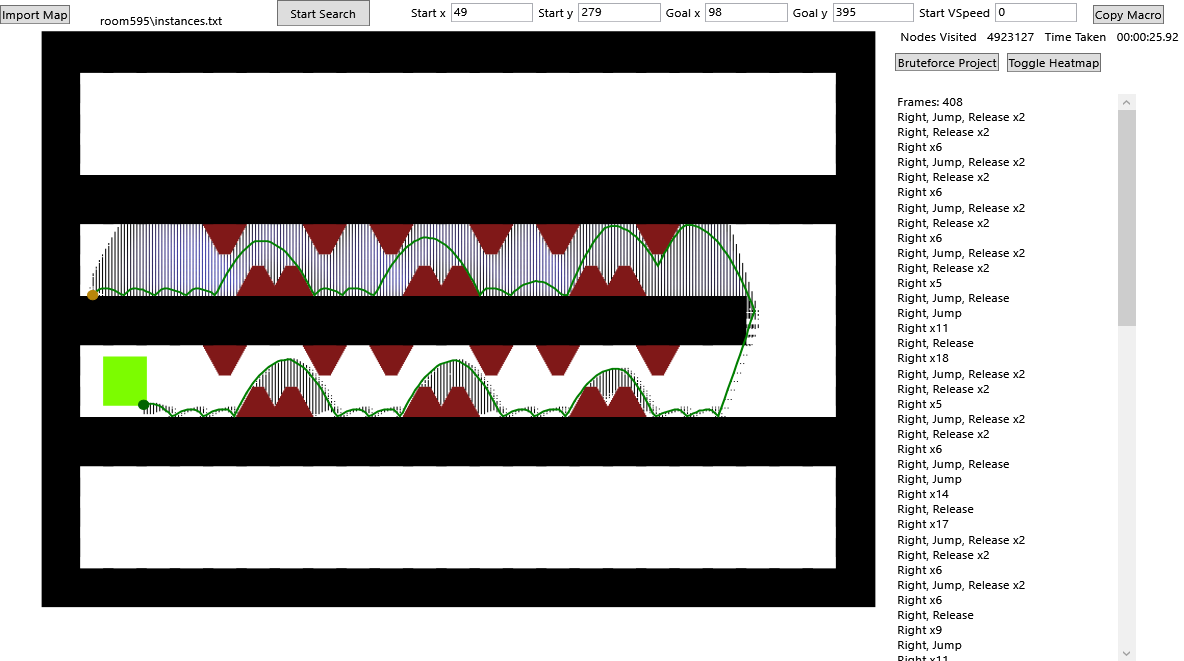 Import Map
room595\instances.txt
Start Search
Start x 49 Start y 279 Goal x 98 Goal y 395 Start VSpeed 0
Copy Macro
Nodes Visited 4923127 Time Taken 00:00:25.92
Bruteforce Project Toggle Heatmap
Frames: 408
Right, Jump, Release x2
Right, Release x2
Right x6
Right, Jump, Release x2
Right, Release x2
Right x6
Right, Jump, Release x2
Right, Release x2
Right x6
Right, Jump, Release x2
Right, Release x2
Right x5
Right, Jump, Release
Right, Jump
Right x11
Right, Release
Right x18
Right, Jump, Release x2
Right, Release x2
Right x5
Right, Jump, Release x2
Right, Release x2
Right x6
Right, Jump, Release
Right, Jump
Right x14
Right, Release
Right x17
Right, Jump, Release x2
Right, Release x2
Right x6
Right, Jump, Release x2
Right x6
Right, Release
Right x9
Right, Jump
Right x11